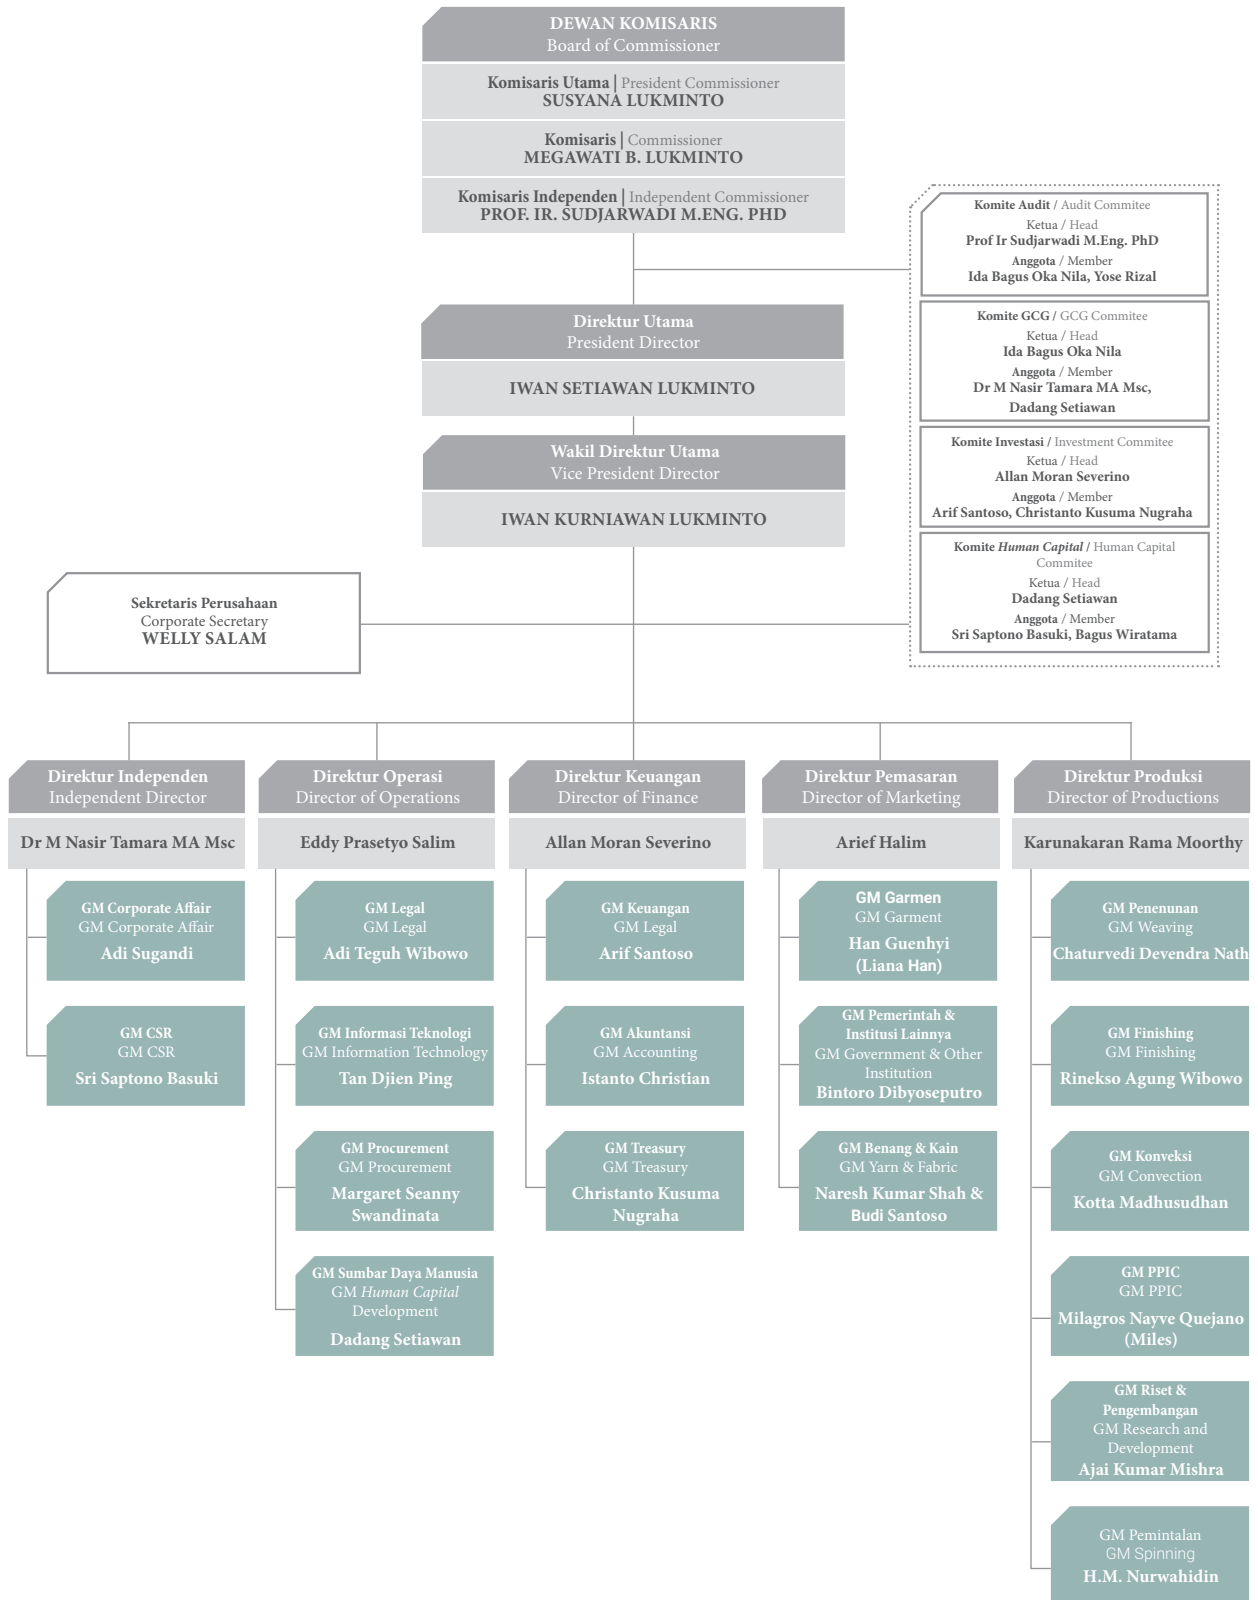 DEWAN KOMISARIS
Board of Commissioner
Komisaris Utama | President Commissioner
SUSYANA LUKMINTO
Komisaris | Commissioner
MEGAWATI B. LUKMINTO
Komisaris Independen | Independent Commissioner
PROF. IR. SUDJARWADI M.ENG. PHD
Komite Audit / Audit Commitee
Ketua / Head
Prof Ir Sudjarwadi M.Eng. PhD
Anggota / Member
Ida Bagus Oka Nila, Yose Rizal
Komite GCG / GCG Commitee
Ketua / Head
Ida Bagus Oka Nila
Anggota / Member
Dr M Nasir Tamara MA Msc,
Dadang Setiawan
Komite Investasi / Investment Commitee
Ketua / Head
Allan Moran Severino
Anggota / Member
Arif Santoso, Christanto Kusuma Nugraha
Komite Human Capital / Human Capital
Commitee
Ketua / Head
Dadang Setiawan
Anggota / Member
Sri Saptono Basuki, Bagus Wiratama
Direktur Utama
President Director
IWAN SETIAWAN LUKMINTO
Wakil Direktur Utama
Vice President Director
IWAN KURNIAWAN LUKMINTO
Sekretaris Perusahaan
Corporate Secretary
WELLY SALAM
Direktur Independen
Independent Director
Dr M Nasir Tamara MA Msc
GM Corporate Affair
GM Corporate Affair
Adi Sugandi
GM CSR
GM CSR
Sri Saptono Basuki
Direktur Operasi
Director of Operations
Eddy Prasetyo Salim
GM Legal
GM Legal
Adi Teguh Wibowo
GM Informasi Teknologi
GM Information Technology
Tan Djien Ping
GM Procurement
GM Procurement
Margaret Seanny
Swandinata
GM Sumbar Daya Manusia
GM Human Capital
Development
Dadang Setiawan
Direktur Keuangan
Director of Finance
Allan Moran Severino
GM Keuangan
GM Legal
Arif Santoso
GM Akuntansi
GM Accounting
Istanto Christian
GM Treasury
GM Treasury
Christanto Kusuma
Nugraha
Direktur Pemasaran
Director of Marketing
Arief Halim
GM Garmen
GM Garment
Han Guenhyi
(Liana Han)
GM Pemerintah &
Institusi Lainnya
GM Government & Other
Institution
Bintoro Dibyoseputro
GM Benang & Kain
GM Yarn & Fabric
Naresh Kumar Shah &
Budi Santoso
Direktur Produksi
Director of Productions
Karunakaran Rama Moorthy
GM Penenunan
GM Weaving
Chaturvedi Devendra Nath
GM Finishing
GM Finishing
Rinekso Agung Wibowo
GM Konveksi
GM Convection
Kotta Madhusudhan
GM PPIC
GM PPIC
Milagros Nayve Quejano
(Miles)
GM Riset &
Pengembangan
GM Research and
Development
Ajai Kumar Mishra
GM Pemintalan
GM Spinning
H.M. Nurwahidin